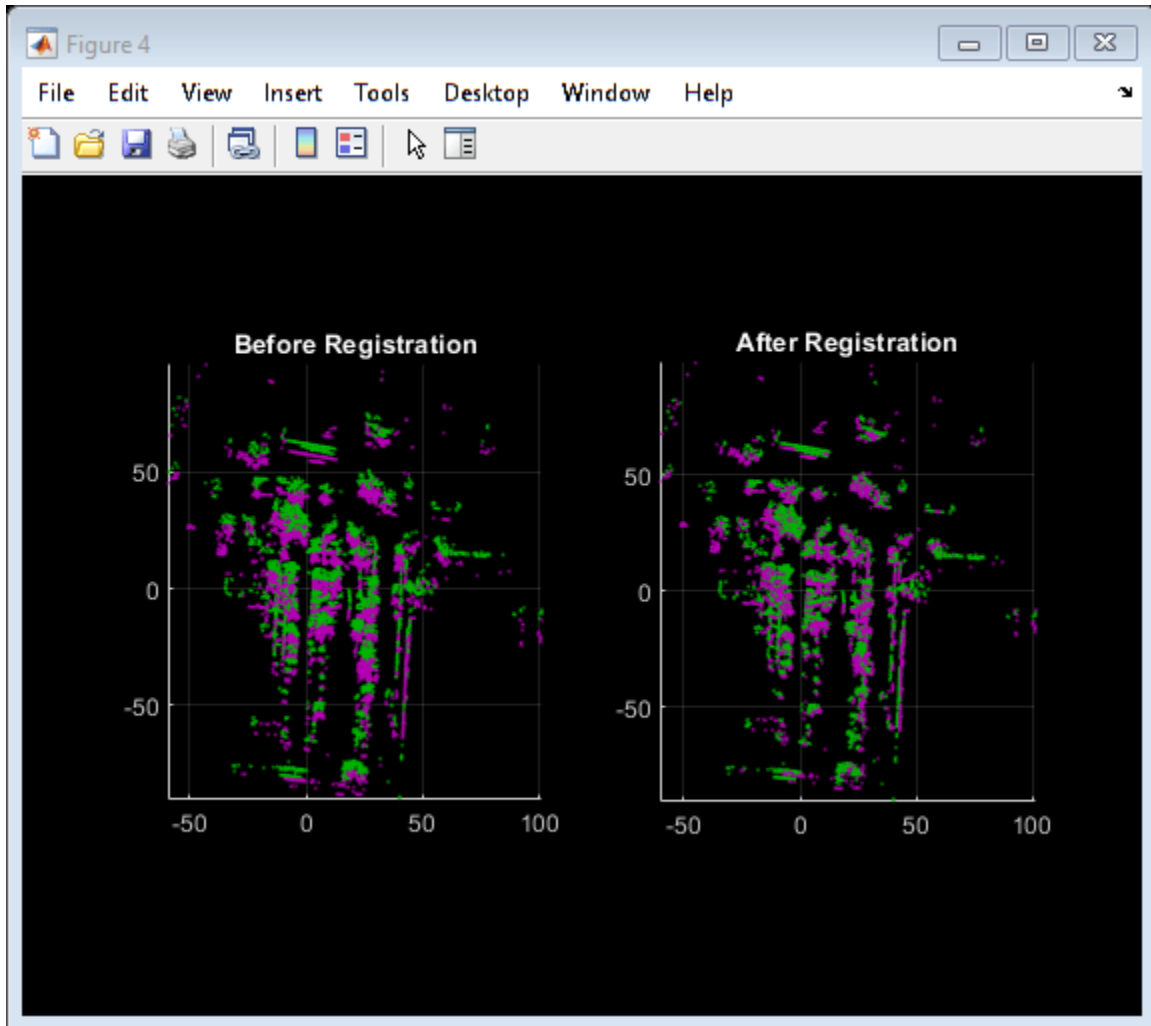 Figure 4
File Edit View Insert Tools Desktop Window Help
Before Registration
50
0
-50
-50 0 50 100
After Registration
50
0
-50
-50 0 50 100